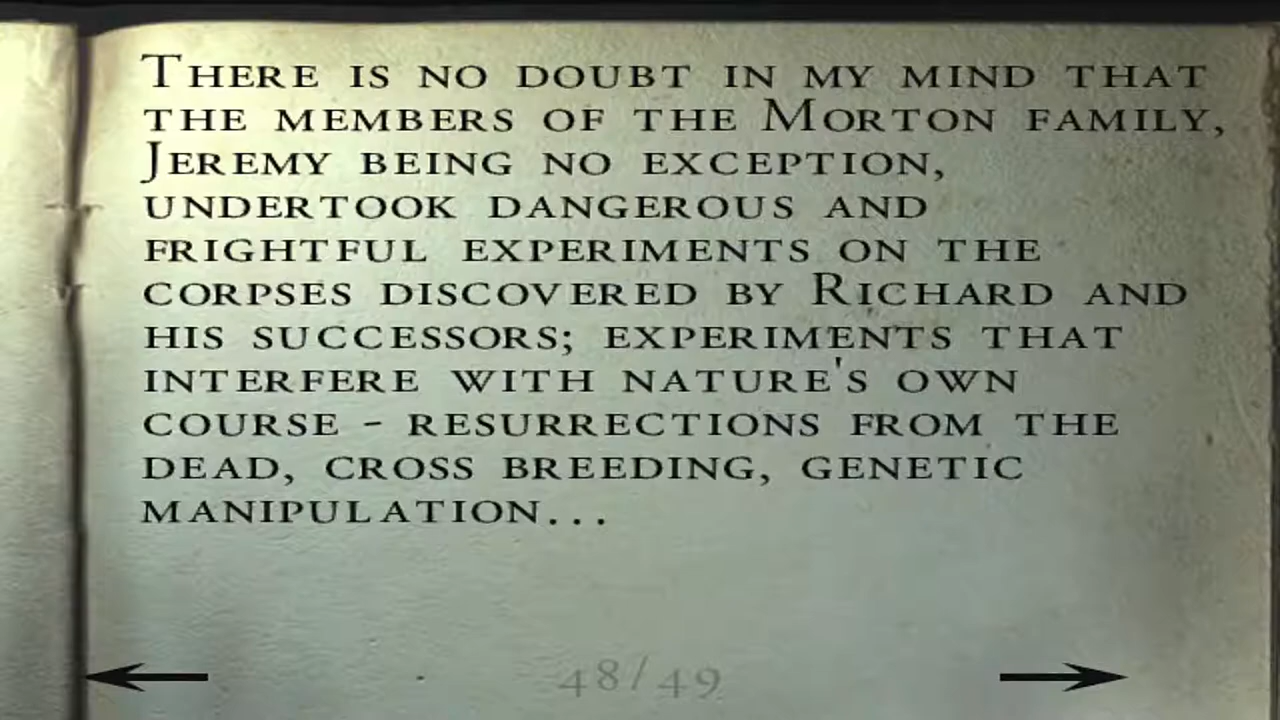 There is no doubt in my mind that
the members of the Morton family,
Jeremy being no exception,
undertook dangerous and
frightful experiments on the
corpses discovered by Richard and
his successors; experiments that
interfere with nature's own
course - resurrections from the
dead, cross breeding, genetic
manipulation...
48/49